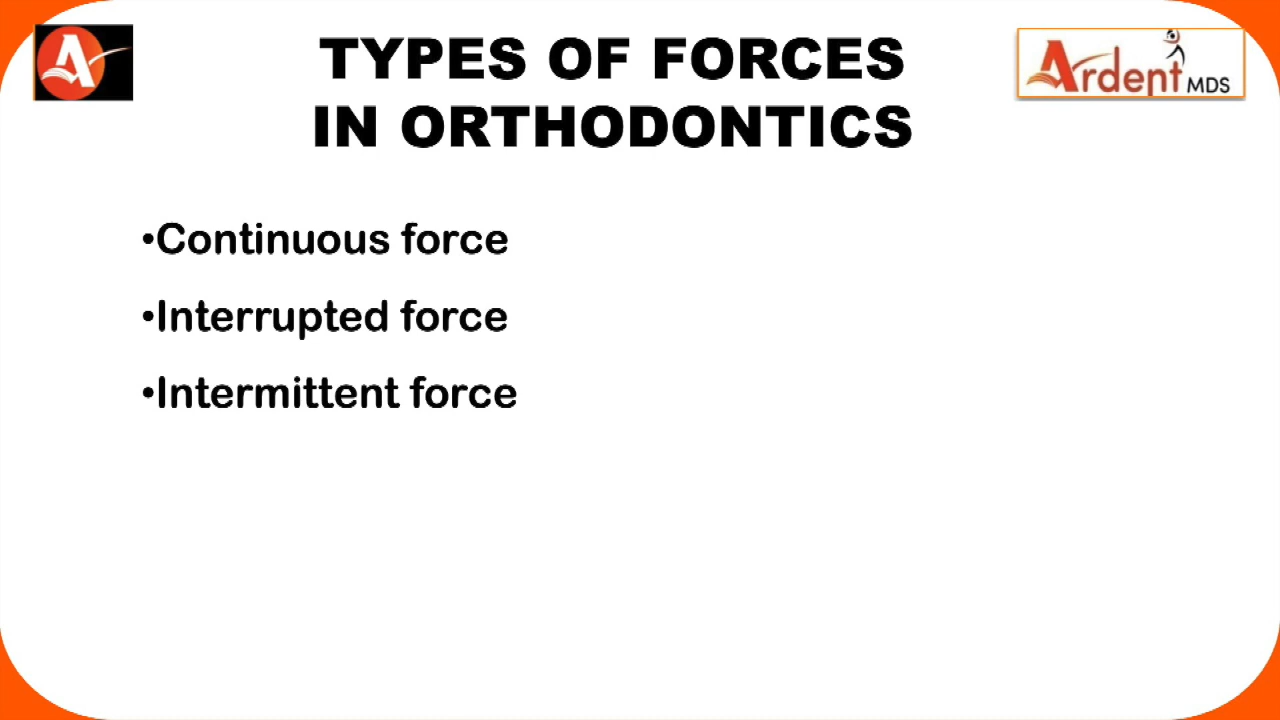 A
TYPES OF FORCES
IN ORTHODONTICS
Ardent MDS
•Continuous force
•Interrupted force
•Intermittent force